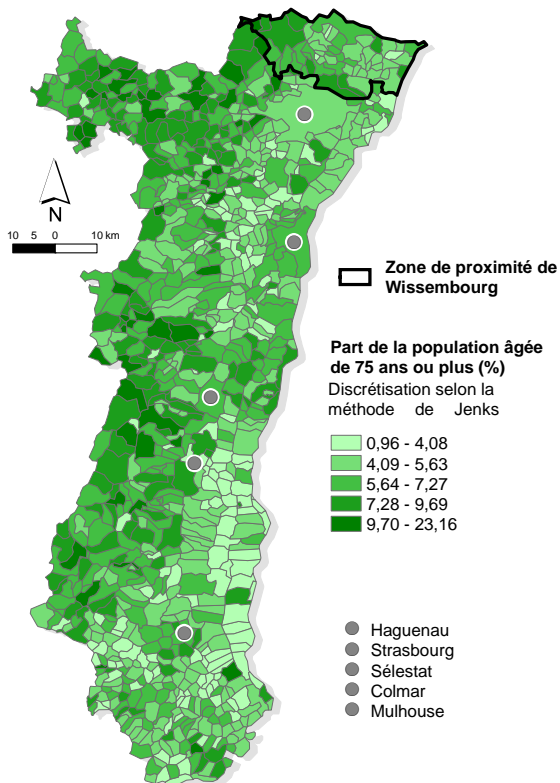 N
10 5 0 10 km
Zone de proximité de
Wissembourg
Part de la population âgée
de 75 ans ou plus (%)
Discrétisation selon la
méthode de Jenks
0,96 - 4,08
4,09 - 5,63
5,64 - 7,27
7,28 - 9,69
9,70 - 23,16
Haguenau
Strasbourg
Sélestat
Colmar
Mulhouse